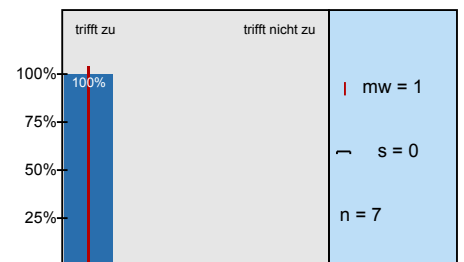 trifft zu trifft nicht zu
100%
100%
75%
50%
25%
mw = 1
s = 0
n = 7